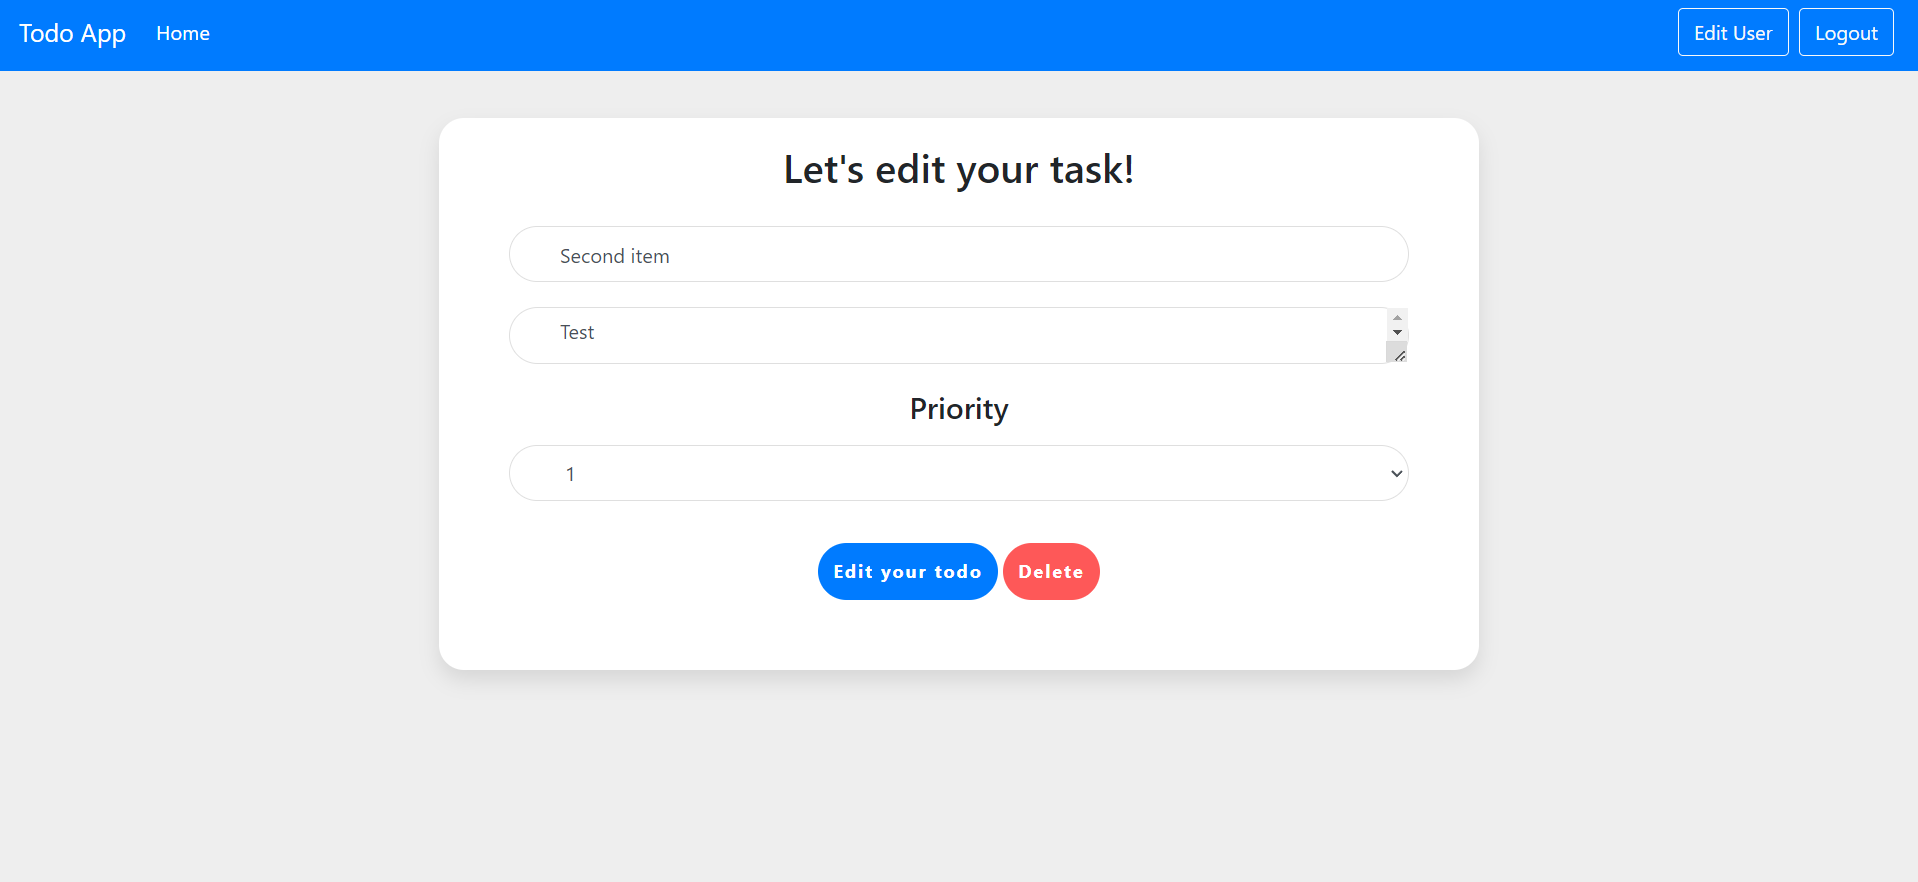 Todo App Home Edit User Logout
Let's edit your task!
Second item
Test
Priority
1
Edit your todo Delete